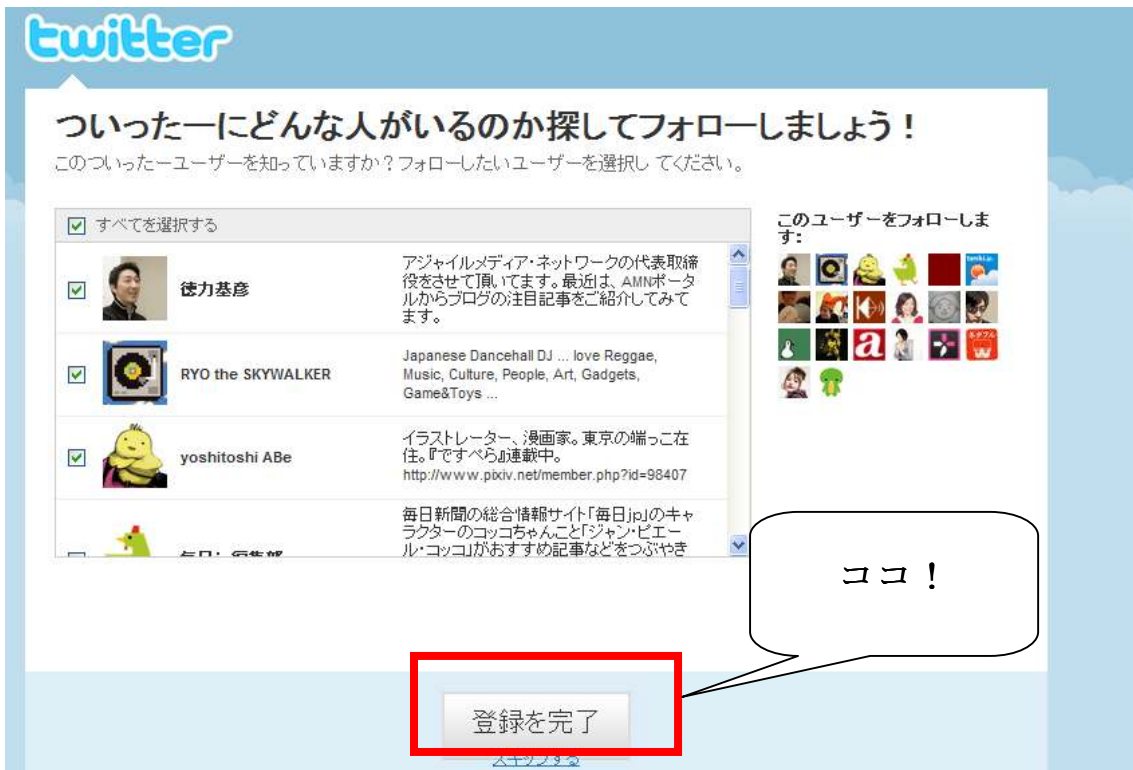 twitter
ついったーにどんな人がいるのか探してフォローしましょう！
このついったーユーザーを知っていますか？フォローしたいユーザーを選択し てください。
すべてを選択する
徳力基彦
アジャイルメディア・ネットワークの代表取締
役をさせて頂いてます。最近は、AMNポータ
ルからブログの注目記事をご紹介してみて
ます。
RYO the SKYWALKER
Japanese Dancehall DJ ... love Reggae,
Music, Culture, People, Art, Gadgets,
Game&Toys ...
yoshitoshi ABe
イラストレーター、漫画家。東京の端っこ在
住。『ですぺら』連載中。
http://www.pixiv.net/member.php?id=98407
毎日新聞の総合情報サイト「毎日jp」のキャ
ラクターのコッコちゃんこと「ジャン・ピエー
ル・コッコ」がおすすめ記事などをつぶやき
このユーザーをフォローしま
す:
ココ！
登録を完了
スキップする